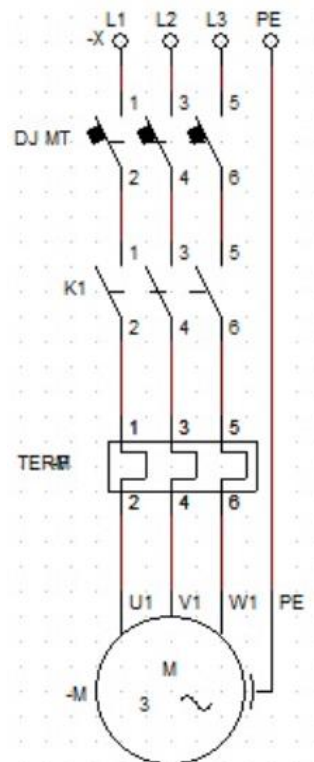 L1 L2 L3 PE
-X
1 3 5
DJ MT
2 4 6
1 3 5
K1
2 4 6
1 3 5
2 4 6
U1 V1 W1 PE
M
-M
3